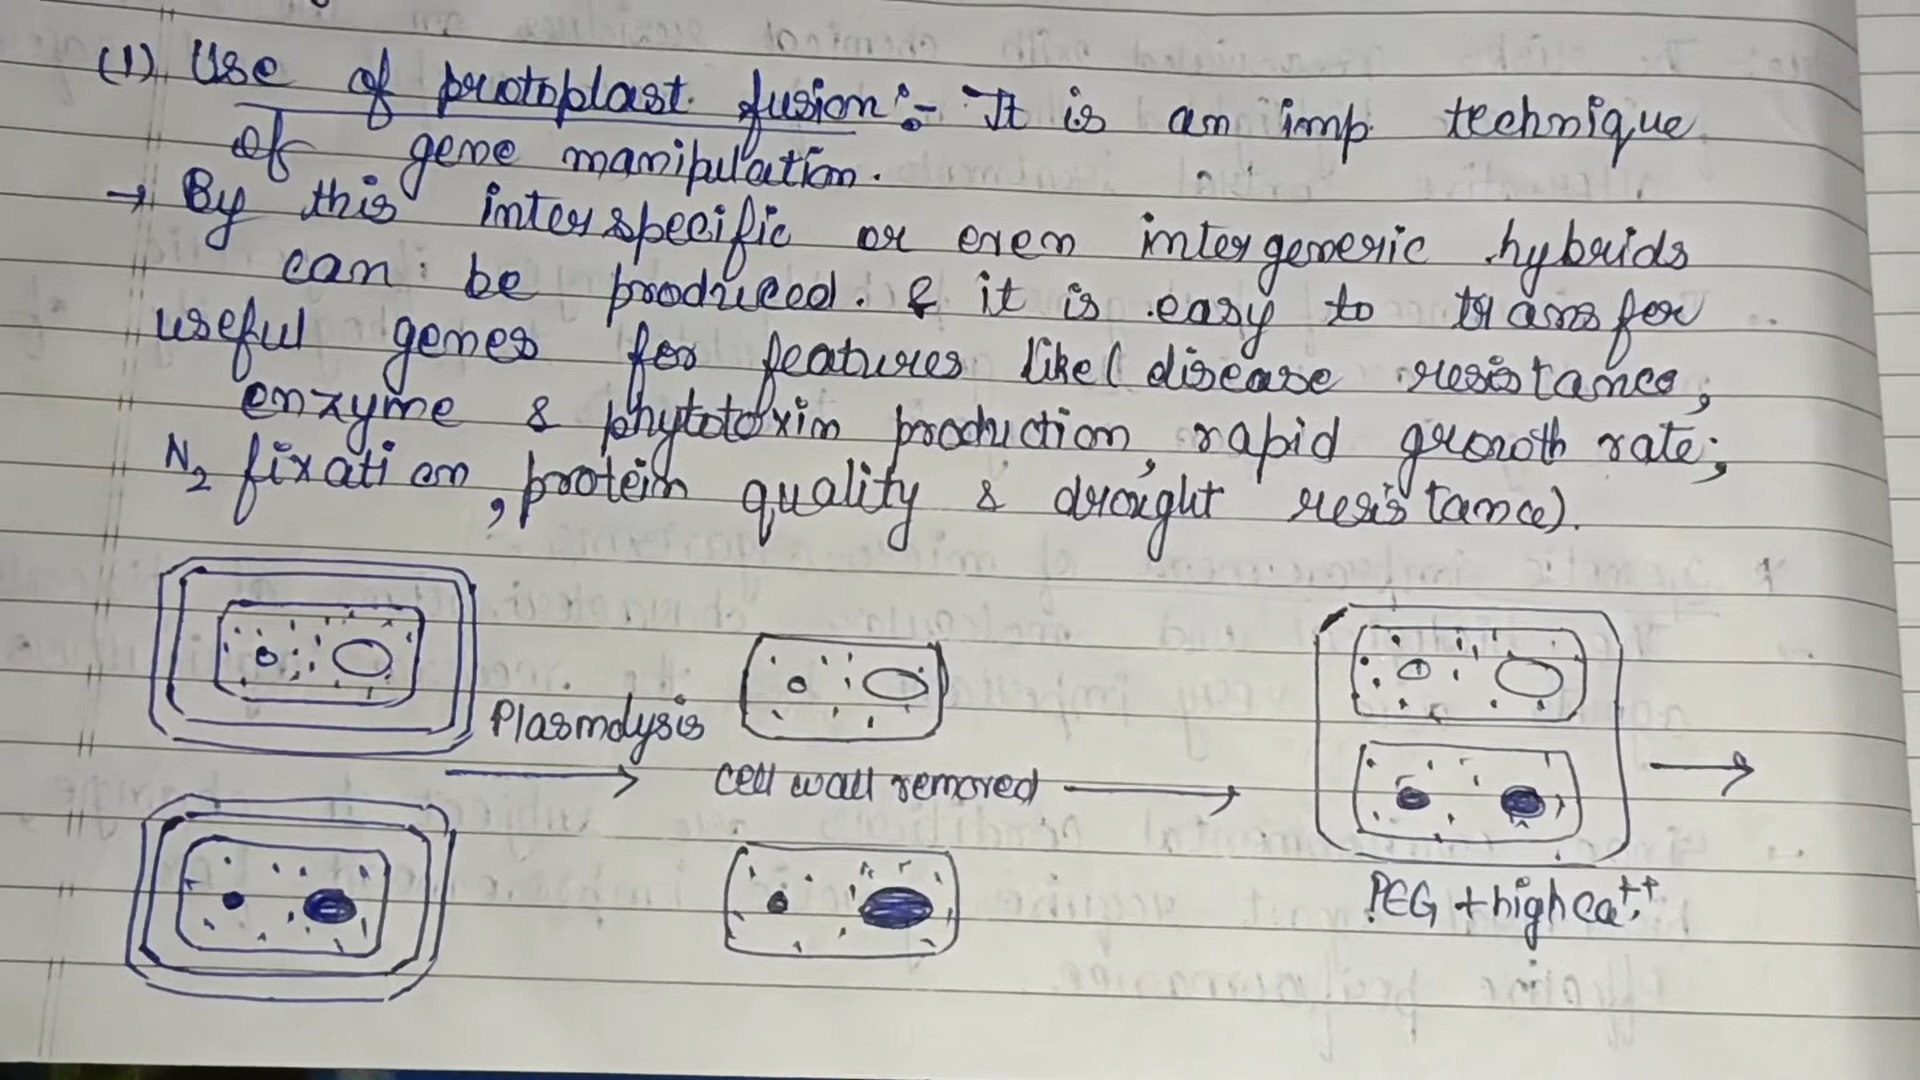 (1) Use of protoplast fusion:- It is an imp technique
of gene manipulation.
→ By this interspecific or even intergeneric hybrids
can be produced. & it is easy to transfer
useful genes for features like (disease resistance,
enzyme & phytotoxin production, rapid growth rate,
N2 fixation, protein quality & drought resistance).
Plasmolysis
cell wall removed
PEG + high ca++